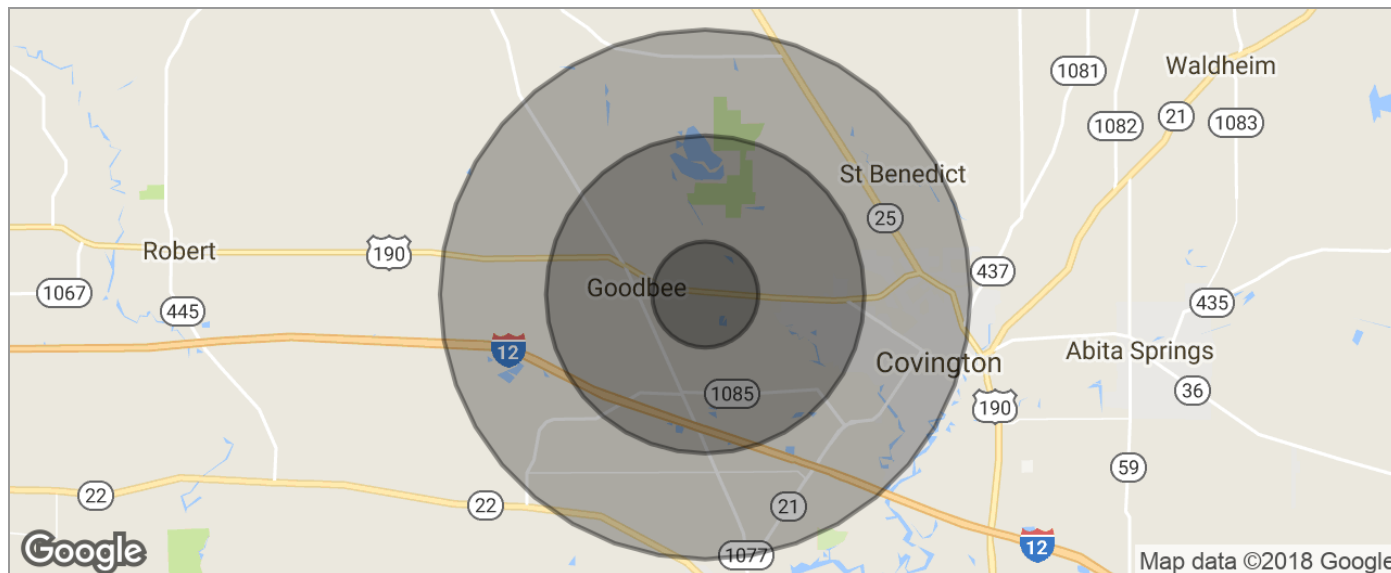 1081
Waldheim
21
1083
1082
St Benedict
25
Robert
190
437
Goodbee
1067
435
445
12
Abita Springs
Covington
1085
36
190
59
22
22
21
Google
1077
12
Map data ©2018 Google